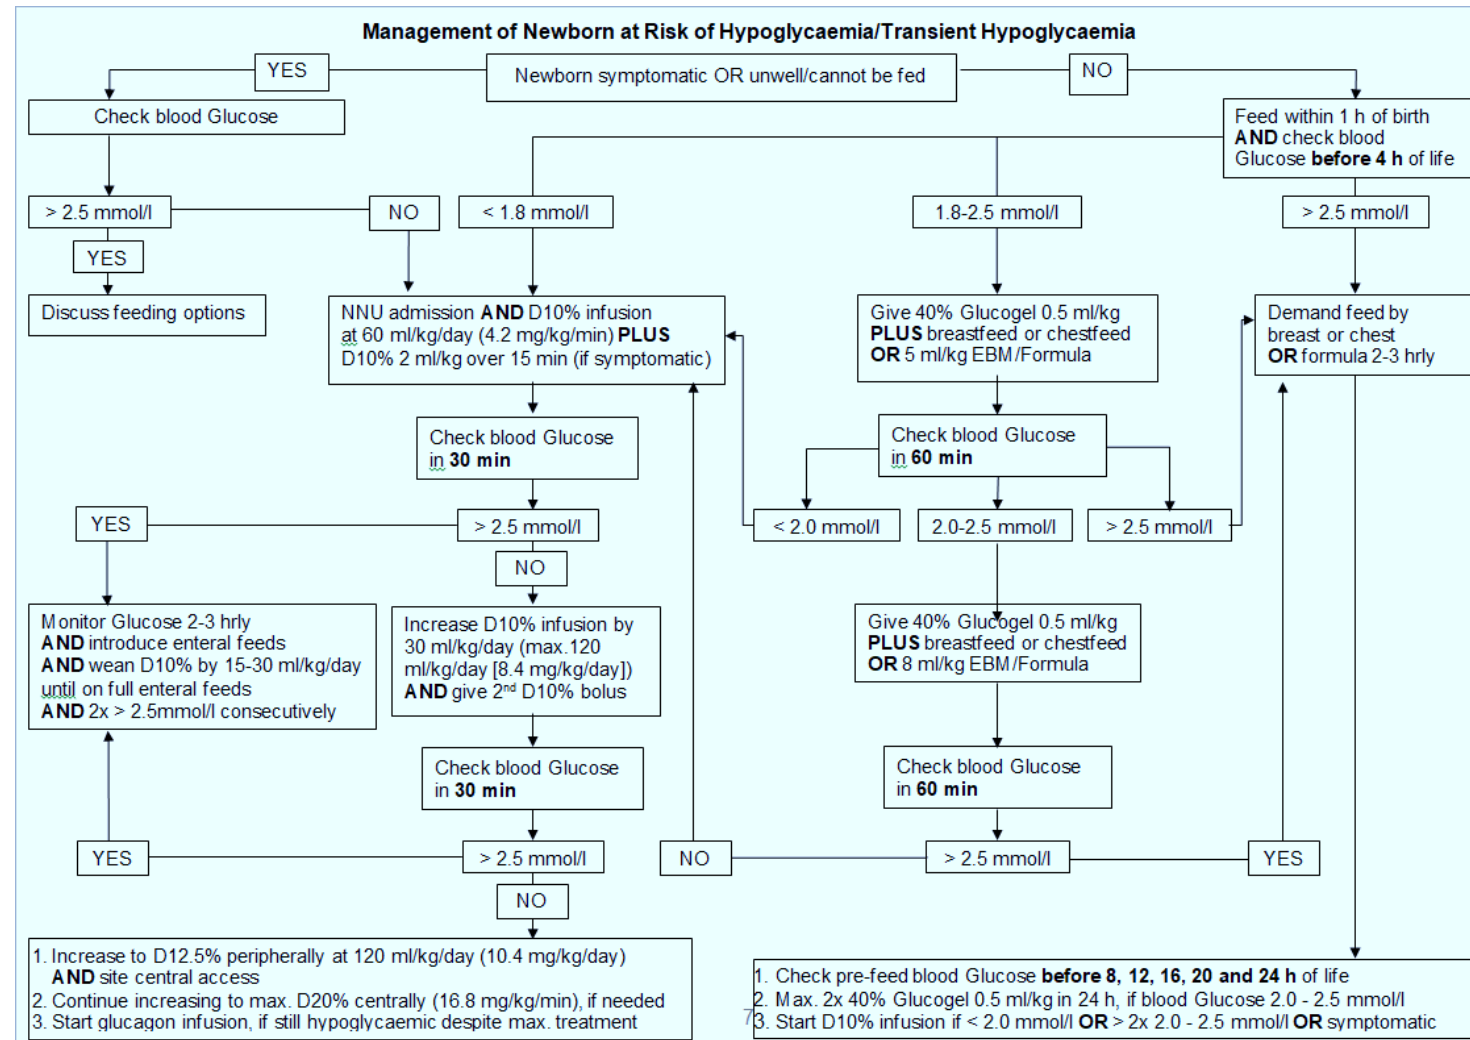 Management of Newborn at Risk of Hypoglycaemia/Transient Hypoglycaemia
YES
Newborn symptomatic OR unwell/cannot be fed
NO
Check blood Glucose
Feed within 1 h of birth
AND check blood
Glucose before 4 h of life
> 2.5 mmol/l
NO
< 1.8 mmol/l
1.8-2.5 mmol/l
> 2.5 mmol/l
YES
Discuss feeding options
NNU admission AND D10% infusion
at 60 ml/kg/day (4.2 mg/kg/min) PLUS
D10% 2 ml/kg over 15 min (if symptomatic)
Give 40% Glucogel 0.5 ml/kg
PLUS breastfeed or chestfeed
OR 5 ml/kg EBM/Formula
Demand feed by
breast or chest
OR formula 2-3 hrly
Check blood Glucose
in 30 min
Check blood Glucose
in 60 min
YES
> 2.5 mmol/l
< 2.0 mmol/l
2.0-2.5 mmol/l
> 2.5 mmol/l
NO
Monitor Glucose 2-3 hrly
AND introduce enteral feeds
AND wean D10% by 15-30 ml/kg/day
until on full enteral feeds
AND 2x > 2.5mmol/l consecutively
Increase D10% infusion by
30 ml/kg/day (max.120
ml/kg/day [8.4 mg/kg/day])
AND give 2nd D10% bolus
Give 40% Glucogel 0.5 ml/kg
PLUS breastfeed or chestfeed
OR 8 ml/kg EBM/Formula
Check blood Glucose
in 30 min
Check blood Glucose
in 60 min
YES
> 2.5 mmol/l
NO
> 2.5 mmol/l
YES
NO
1. Increase to D12.5% peripherally at 120 ml/kg/day (10.4 mg/kg/day)
AND site central access
2. Continue increasing to max. D20% centrally (16.8 mg/kg/min), if needed
3. Start glucagon infusion, if still hypoglycaemic despite max. treatment
7
1. Check pre-feed blood Glucose before 8, 12, 16, 20 and 24 h of life
2. Max. 2x 40% Glucogel 0.5 ml/kg in 24 h, if blood Glucose 2.0 - 2.5 mmol/l
3. Start D10% infusion if < 2.0 mmol/l OR > 2x 2.0 - 2.5 mmol/l OR symptomatic